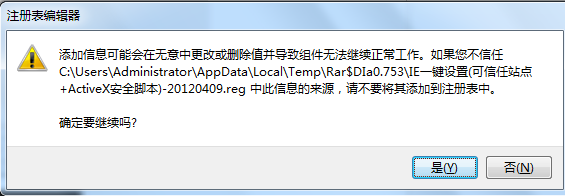 注册表编辑器
添加信息可能会在无意中更改或删除值并导致组件无法继续正常工作。如果您不信任
C:\Users\Administrator\AppData\Local\Temp\Rar$DIa0.753\IE一键设置(可信任站点
+ActiveX安全脚本)-20120409.reg 中此信息的来源，请不要将其添加到注册表中。
确定要继续吗?
是(Y)
否(N)